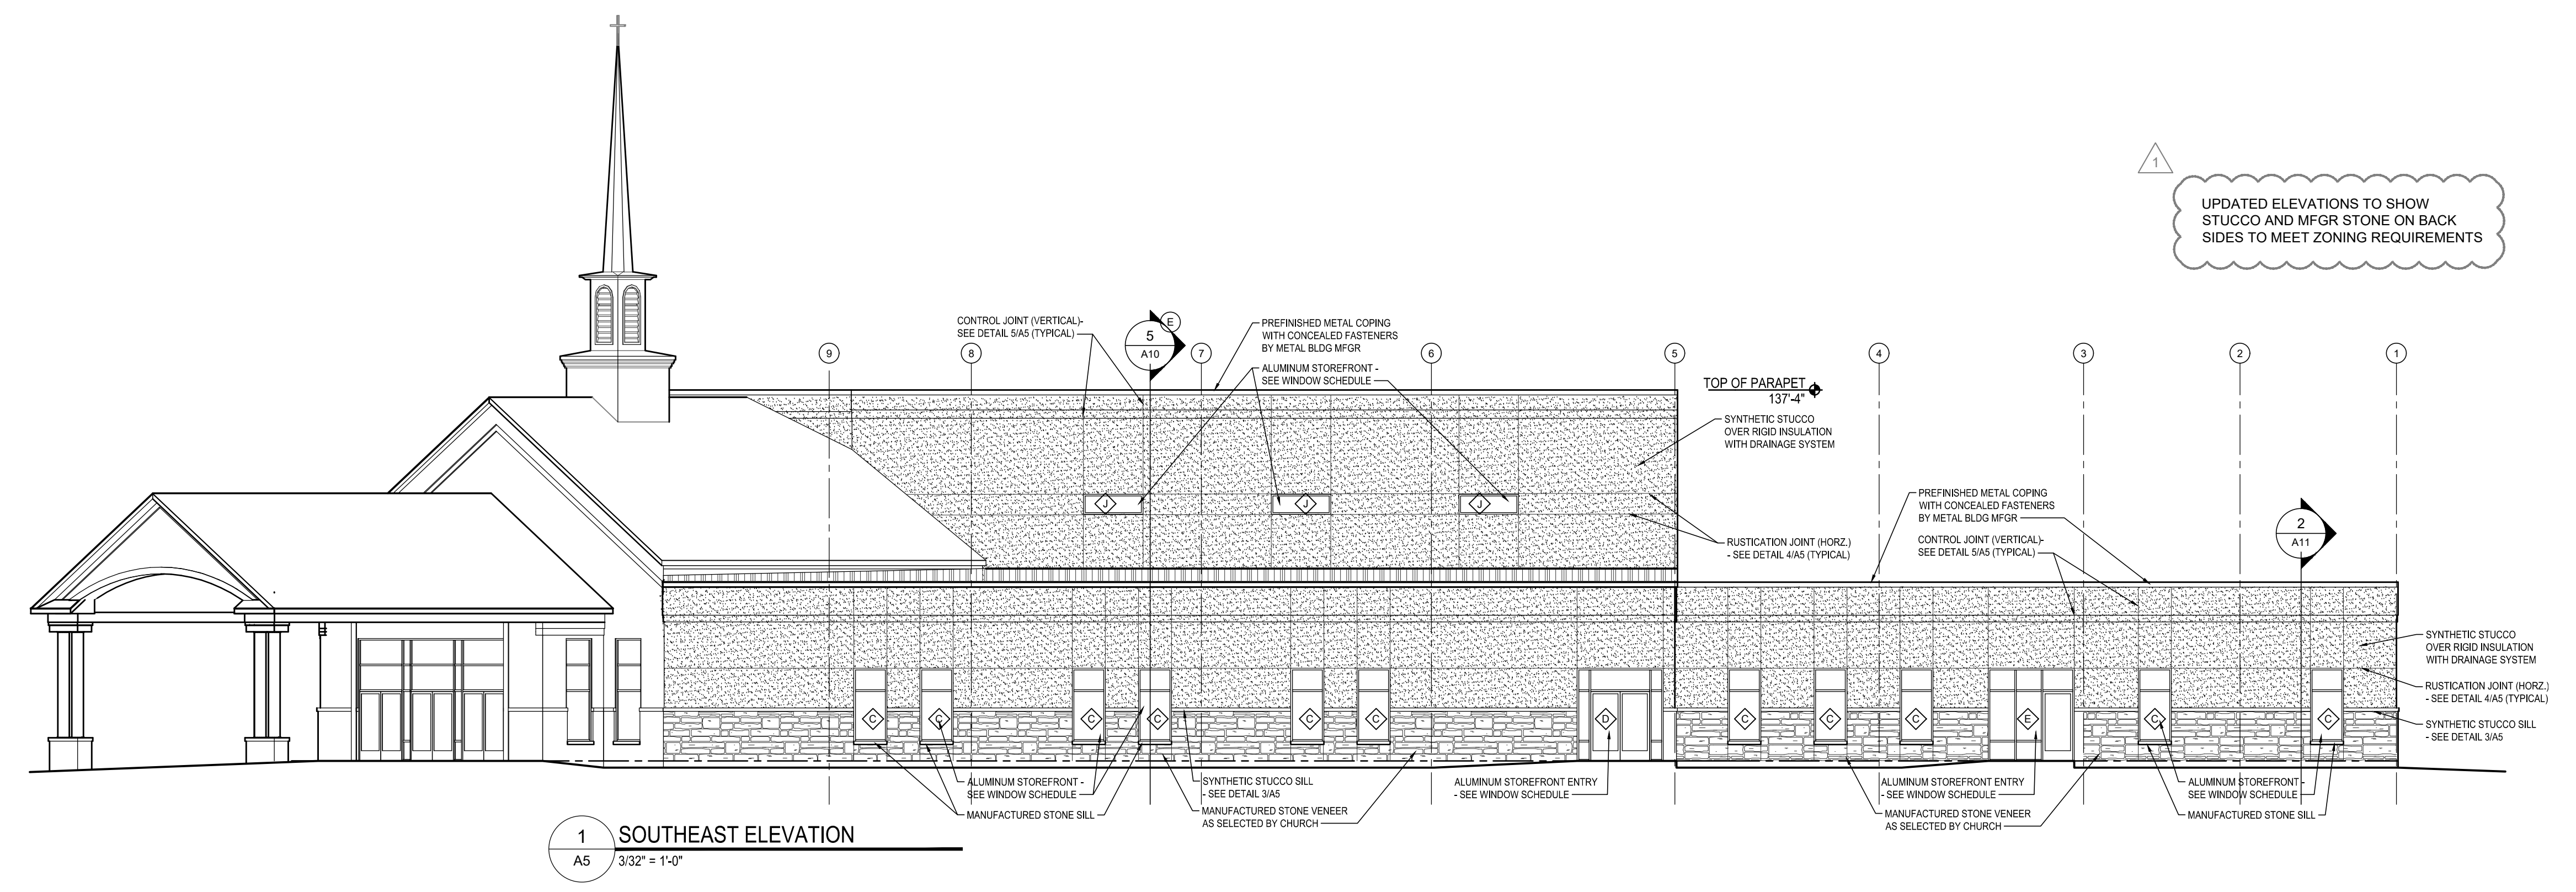 1
UPDATED ELEVATIONS TO SHOW
STUCCO AND MFGR STONE ON BACK
SIDES TO MEET ZONING REQUIREMENTS
CONTROL JOINT (VERTICAL)-
SEE DETAIL 5/A5 (TYPICAL)
5
A10
E
PREFINISHED METAL COPING
WITH CONCEALED FASTENERS
BY METAL BLDG MFGR
ALUMINUM STOREFRONT -
SEE WINDOW SCHEDULE
9
8
7
6
5
4
3
2
1
TOP OF PARAPET
137'-4"
SYNTHETIC STUCCO
OVER RIGID INSULATION
WITH DRAINAGE SYSTEM
J
J
J
RUSTICATION JOINT (HORZ.)
- SEE DETAIL 4/A5 (TYPICAL)
PREFINISHED METAL COPING
WITH CONCEALED FASTENERS
BY METAL BLDG MFGR
CONTROL JOINT (VERTICAL)-
SEE DETAIL 5/A5 (TYPICAL)
2
A11
SYNTHETIC STUCCO
OVER RIGID INSULATION
WITH DRAINAGE SYSTEM
RUSTICATION JOINT (HORZ.)
- SEE DETAIL 4/A5 (TYPICAL)
SYNTHETIC STUCCO SILL
- SEE DETAIL 3/A5
C
C
C
C
C
C
D
C
C
C
E
C
C
ALUMINUM STOREFRONT -
SEE WINDOW SCHEDULE
MANUFACTURED STONE SILL
SYNTHETIC STUCCO SILL
- SEE DETAIL 3/A5
MANUFACTURED STONE VENEER
AS SELECTED BY CHURCH
ALUMINUM STOREFRONT ENTRY
- SEE WINDOW SCHEDULE
ALUMINUM STOREFRONT ENTRY
- SEE WINDOW SCHEDULE
MANUFACTURED STONE VENEER
AS SELECTED BY CHURCH
ALUMINUM STOREFRONT -
SEE WINDOW SCHEDULE
MANUFACTURED STONE SILL
1
A5
SOUTHEAST ELEVATION
3/32" = 1'-0"